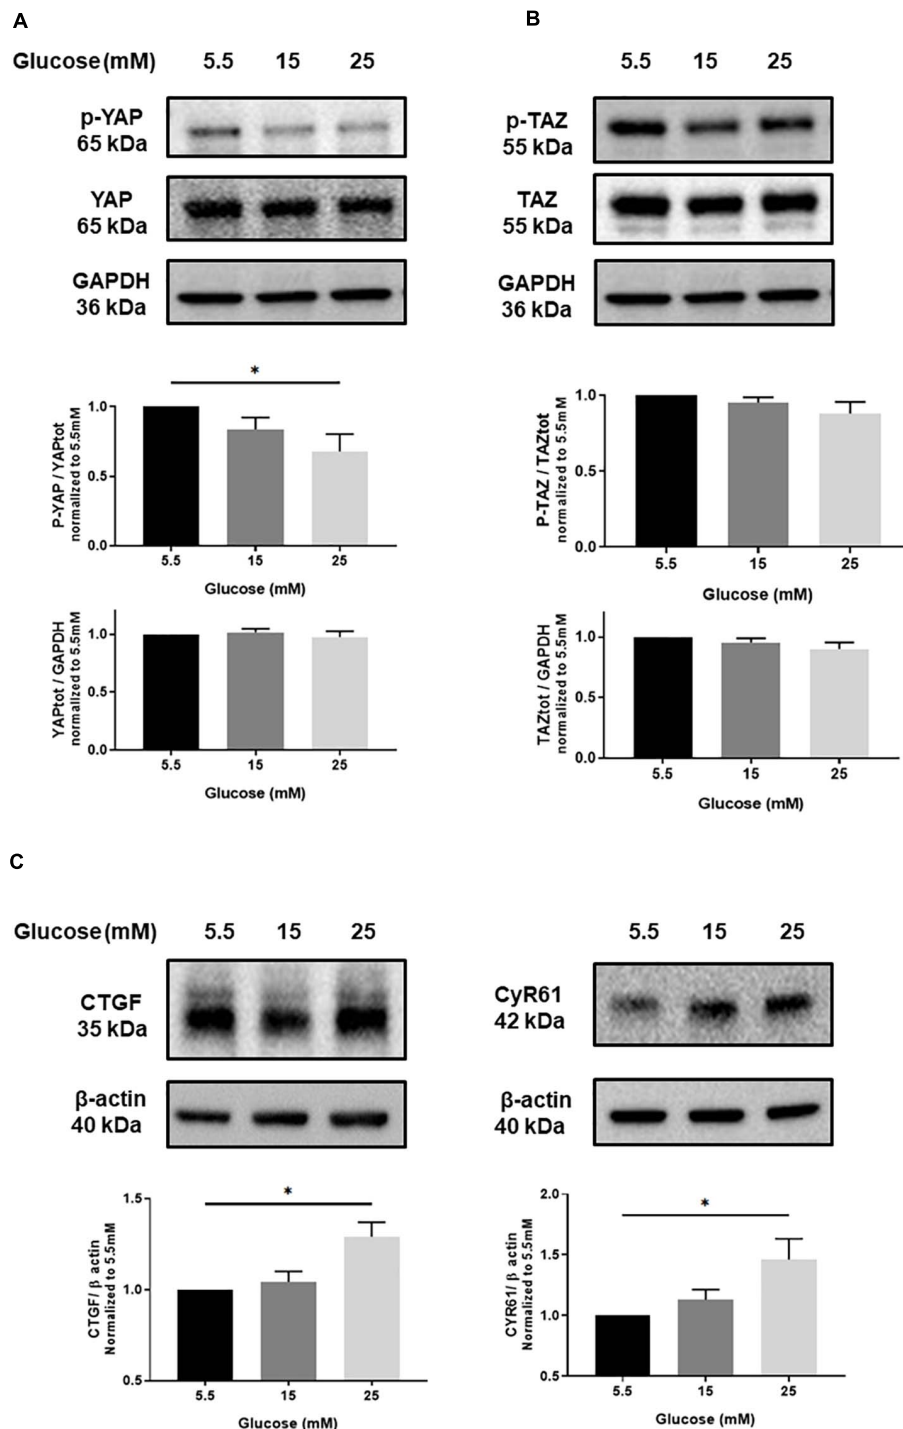 A
Glucose (mM) 5.5 15 25
p-YAP
65 kDa
YAP
65 kDa
GAPDH
36 kDa
*
P-YAP / YAPtot
normalized to 5.5mM
1.0
0.5
0.0
5.5 15 25
Glucose (mM)
YAPtot / GAPDH
normalized to 5.5mM
1.0
0.5
0.0
5.5 15 25
Glucose (mM)
B
5.5 15 25
p-TAZ
55 kDa
TAZ
55 kDa
GAPDH
36 kDa
P-TAZ / TAZtot
normalized to 5.5mM
1.0
0.5
0.0
5.5 15 25
Glucose (mM)
TAZtot / GAPDH
normalized to 5.5mM
1.0
0.5
0.0
5.5 15 25
Glucose (mM)
C
Glucose (mM) 5.5 15 25
CTGF
35 kDa
β-actin
40 kDa
*
CTGF/ β actin
Normalized to 5.5mM
1.5
1.0
0.5
5.5 15 25
Glucose (mM)
5.5 15 25
CyR61
42 kDa
β-actin
40 kDa
*
CYR61/ β actin
Normalized to 5.5mM
2.0
1.5
1.0
0.5
5.5 15 25
Glucose (mM)